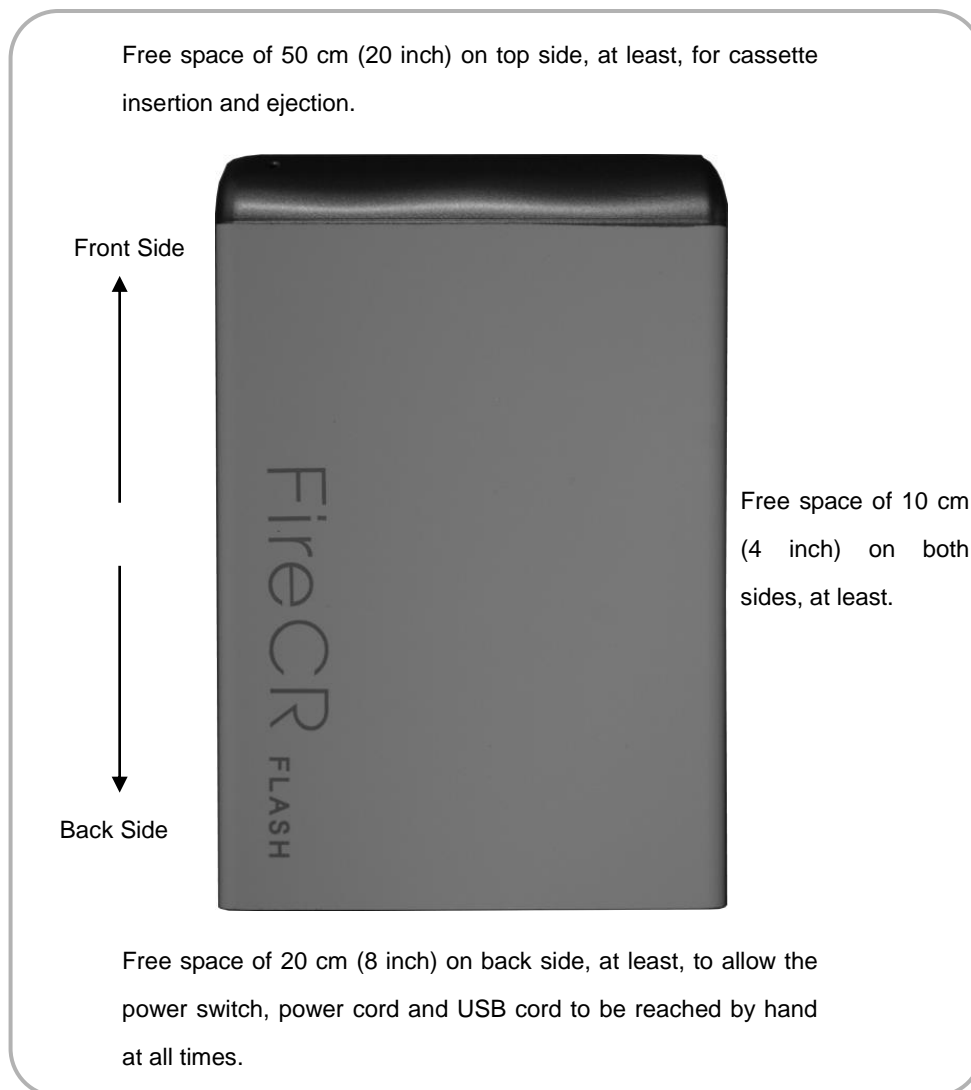 Free space of 50 cm (20 inch) on top side, at least, for cassette
insertion and ejection.
Front Side
FireCR FLASH
Free space of 10 cm
(4 inch) on both
sides, at least.
Back Side
Free space of 20 cm (8 inch) on back side, at least, to allow the
power switch, power cord and USB cord to be reached by hand
at all times.